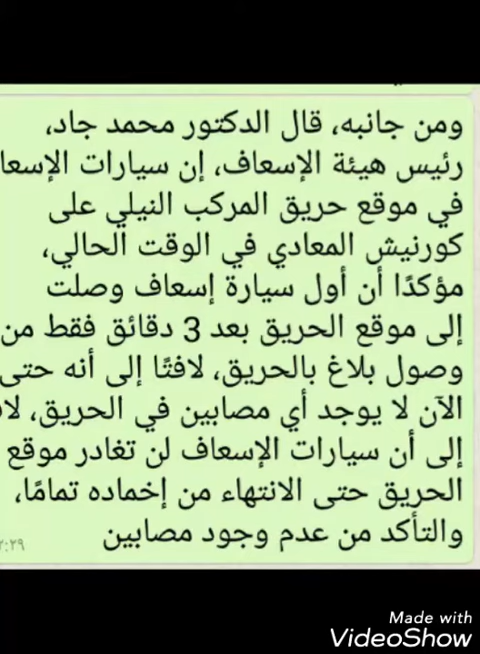 ومن جانبه، قال الدكتور محمد جاد،
رئيس هيئة الإسعاف، إن سيارات الإسعا
في موقع حريق المركب النيلي على
كورنيش المعادي في الوقت الحالي،
مؤكدًا أن أول سيارة إسعاف وصلت
إلى موقع الحريق بعد 3 دقائق فقط من
وصول بلاغ بالحريق، لافتًا إلى أنه حتى
الآن لا يوجد أي مصابين في الحريق، لا
إلى أن سيارات الإسعاف لن تغادر موقع
الحريق حتى الانتهاء من إخماده تمامًا،
والتأكد من عدم وجود مصابين
Made with
VideoShow